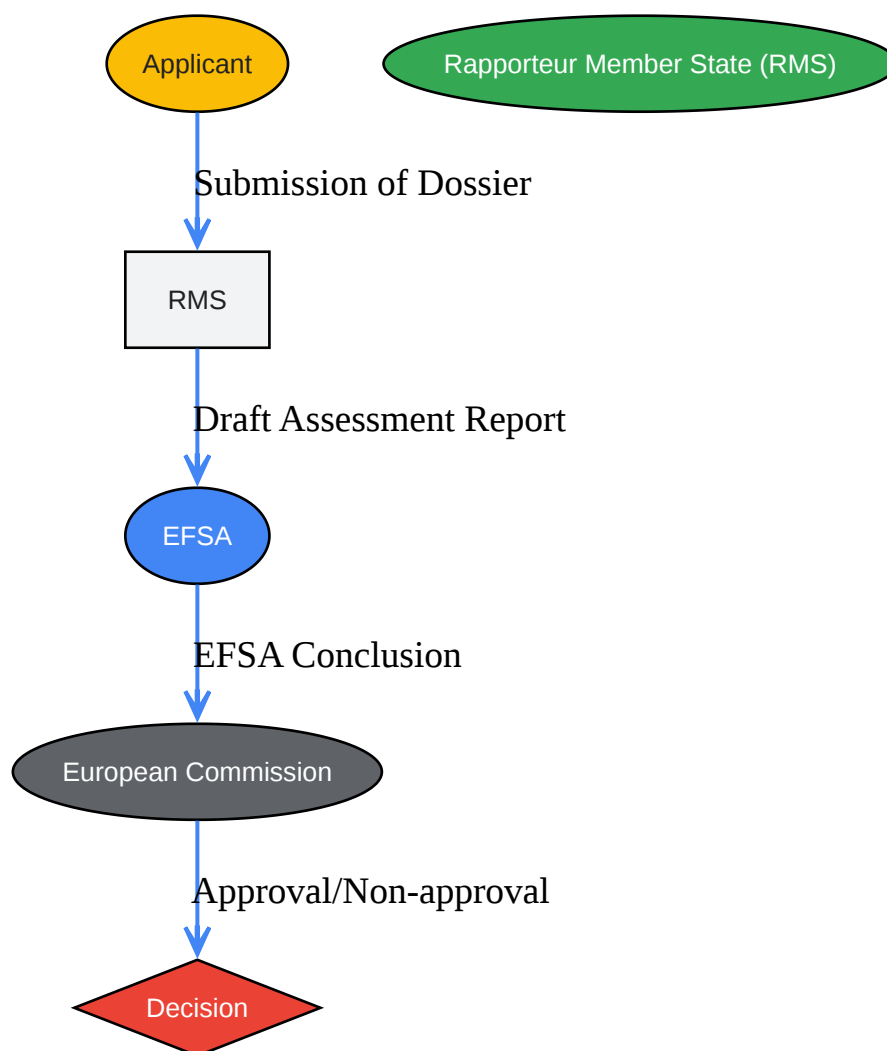 Applicant
Rapporteur Member State (RMS)
Submission of Dossier
RMS
Draft Assessment Report
EFSA
EFSA Conclusion
European Commission
Approval/Non-approval
Decision